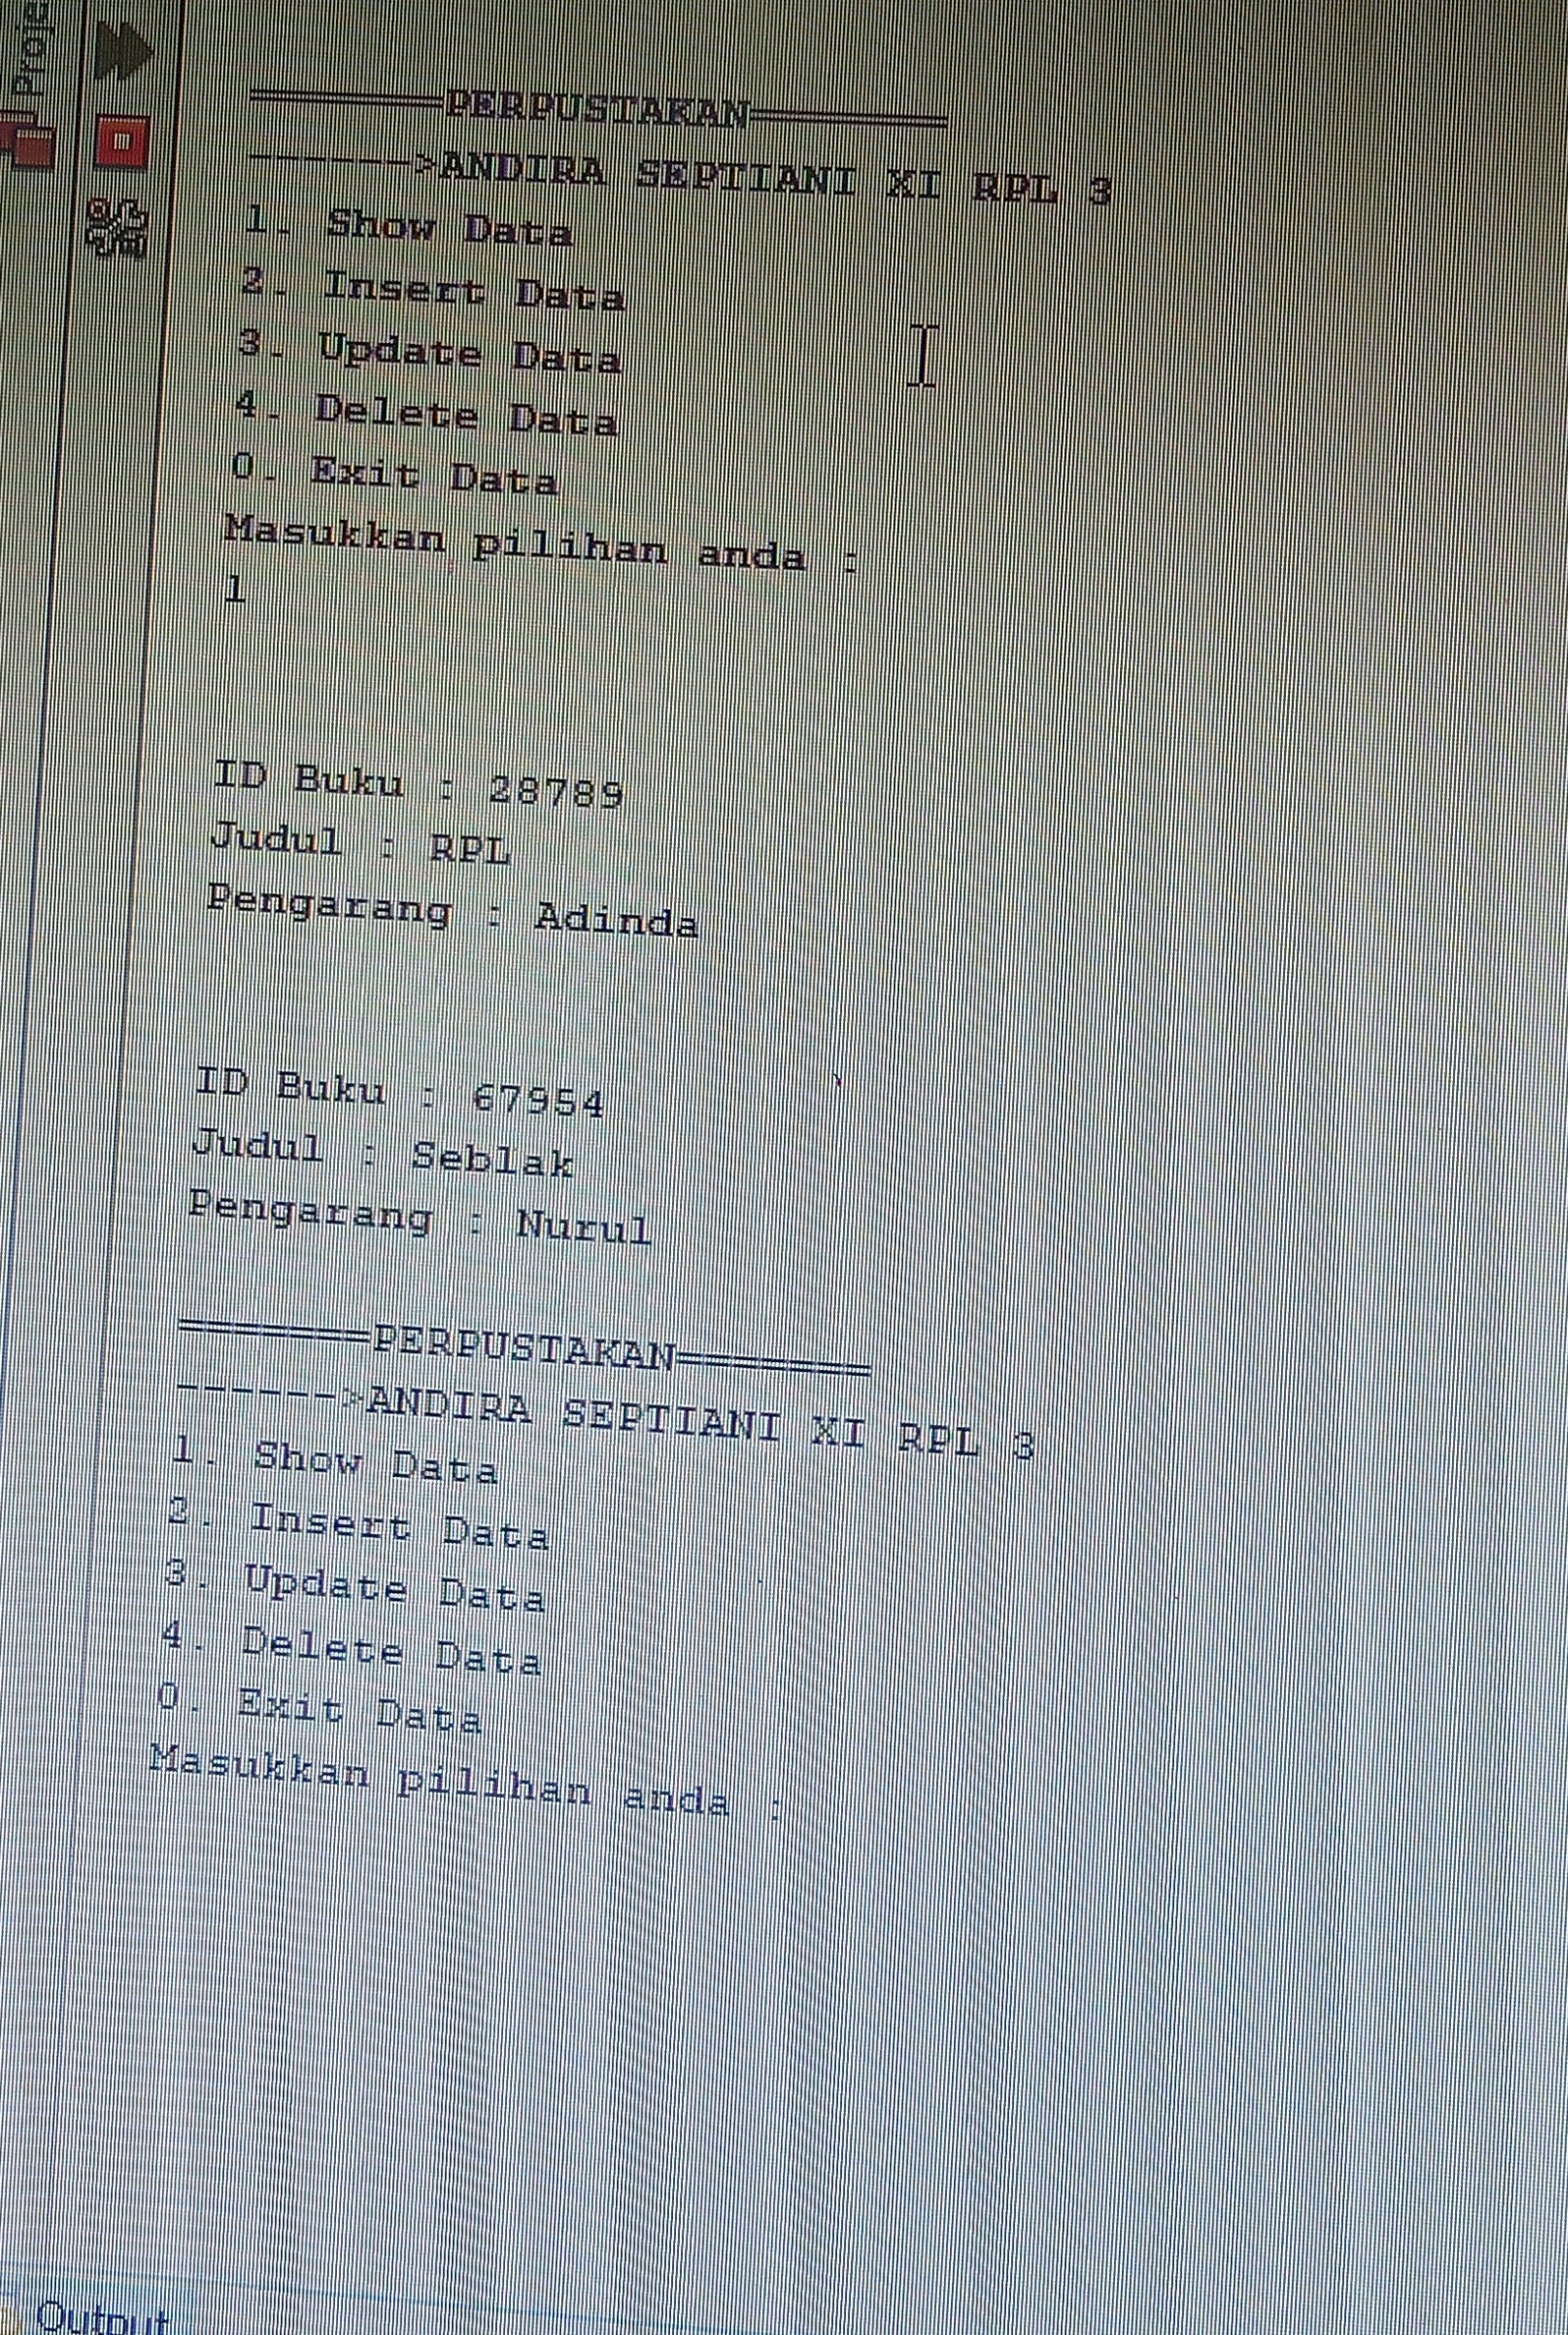 =======PERPUSTAKAN=======
------>ANDIRA SEPTIANI XI RPL 3
1. Show Data
2. Insert Data
3. Update Data
4. Delete Data
0. Exit Data
Masukkan pilihan anda :
1
ID Buku : 28789
Judul : RPL
Pengarang : Adinda
ID Buku : 67954
Judul : Seblak
Pengarang : Nurul
=======PERPUSTAKAN=======
------>ANDIRA SEPTIANI XI RPL 3
1. Show Data
2. Insert Data
3. Update Data
4. Delete Data
0. Exit Data
Masukkan pilihan anda :
Output